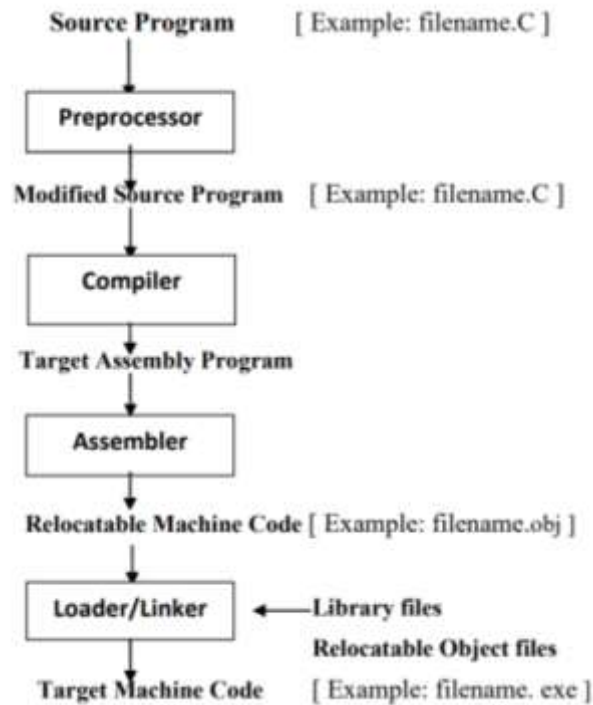 Source Program [ Example: filename.C ]
Preprocessor
Modified Source Program [ Example: filename.C ]
Compiler
Target Assembly Program
Assembler
Relocatable Machine Code [ Example: filename.obj ]
Loader/Linker Library files
Relocatable Object files
Target Machine Code [ Example: filename. exe ]